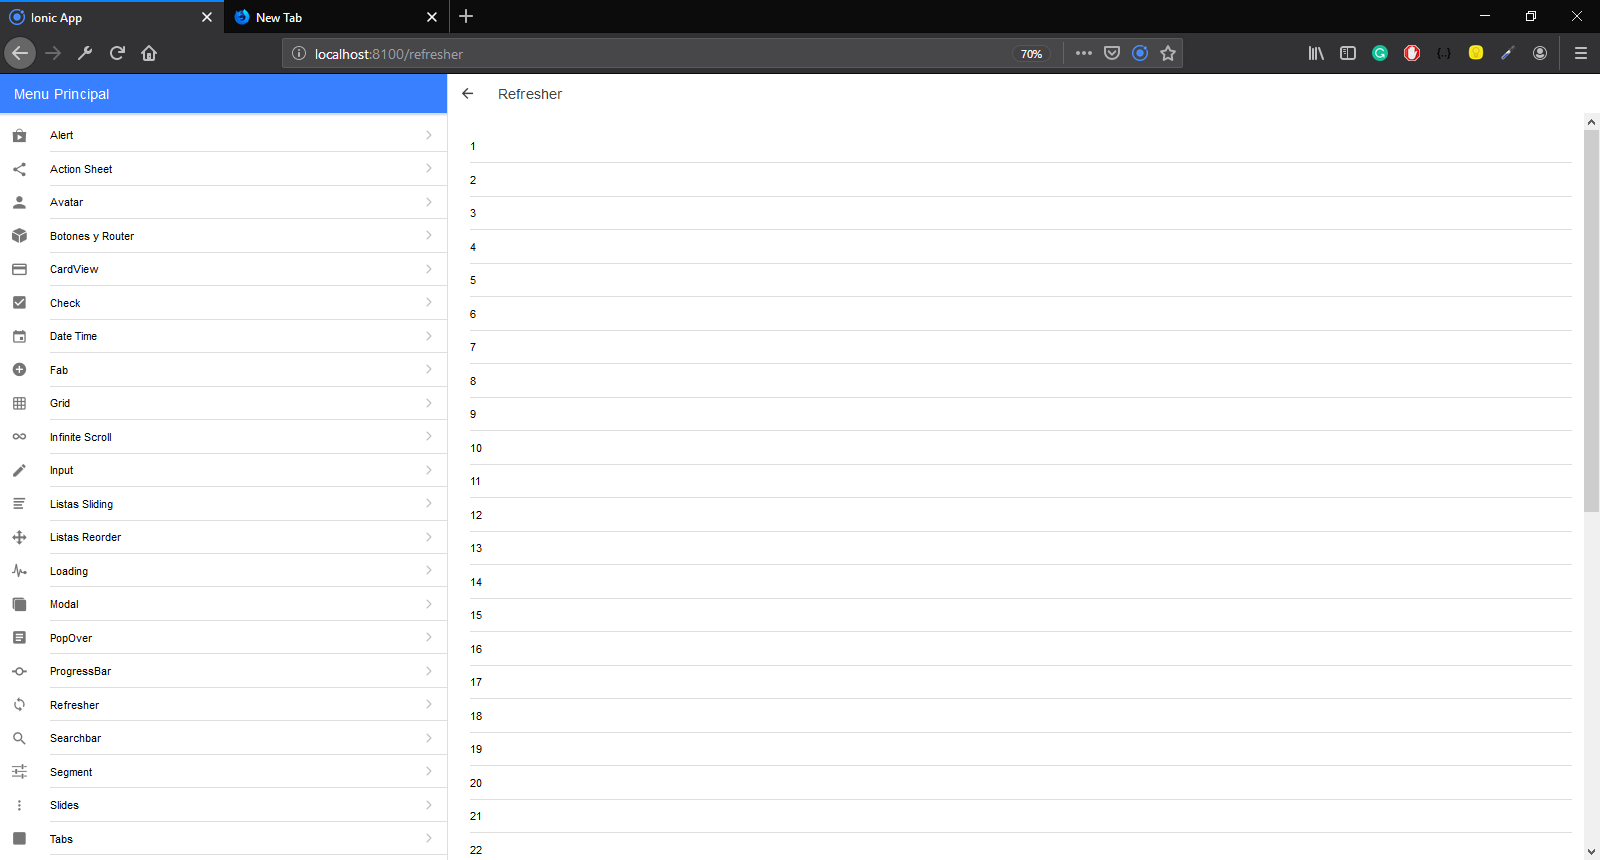 Ionic App
New Tab
localhost:8100/refresher
70%
Menu Principal
Refresher
Alert
Action Sheet
Avatar
Botones y Router
CardView
Check
Date Time
Fab
Grid
Infinite Scroll
Input
Listas Sliding
Listas Reorder
Loading
Modal
PopOver
ProgressBar
Refresher
Searchbar
Segment
Slides
Tabs
1
2
3
4
5
6
7
8
9
10
11
12
13
14
15
16
17
18
19
20
21
22